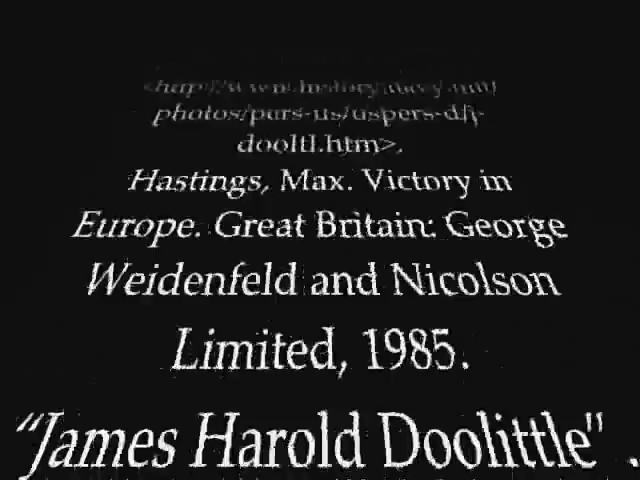 photos/pers-us/uspers-d/j-
dooltl.htm>.
Hastings, Max. Victory in
Europe. Great Britain: George
Weidenfeld and Nicolson
Limited, 1985.
“James Harold Doolittle" .